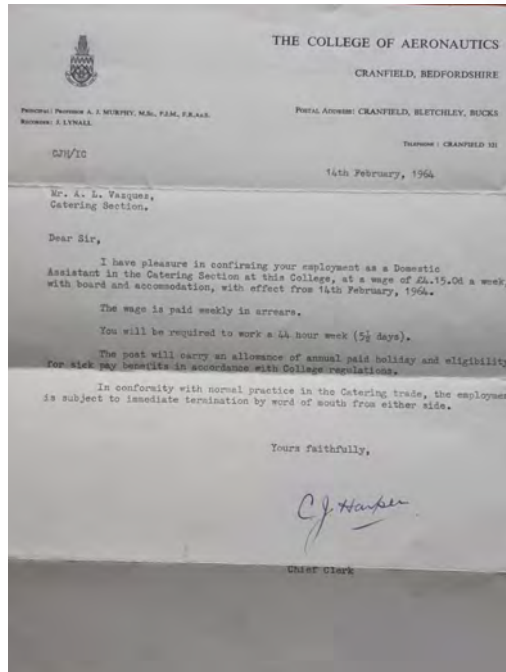 THE COLLEGE OF AERONAUTICS
CRANFIELD, BEDFORDSHIRE
PRINCIPAL: PROFESSOR A. J. MURPHY, M.Sc., F.I.M., F.R.Ae.S.
RECORDER: J. LYNALL.
POSTAL ADDRESS: CRANFIELD, BLETCHLEY, BUCKS
TELEPHONE: CRANFIELD 321
CJH/IC
14th February, 1964
Mr. A. L. Vazquez,
Catering Section.
Dear Sir,
I have pleasure in confirming your employment as a Domestic
Assistant in the Catering Section at this College, at a wage of £4.15.0d a week,
with board and accommodation, with effect from 14th February, 1964.
The wage is paid weekly in arrears.
You will be required to work a 44 hour week (5½ days).
The post will carry an allowance of annual paid holiday and eligibility
for sick pay benefits in accordance with College regulations.
In conformity with normal practice in the Catering trade, the employmen
is subject to immediate termination by word of mouth from either side.
Yours faithfully,
C J Harper
Chief Clerk